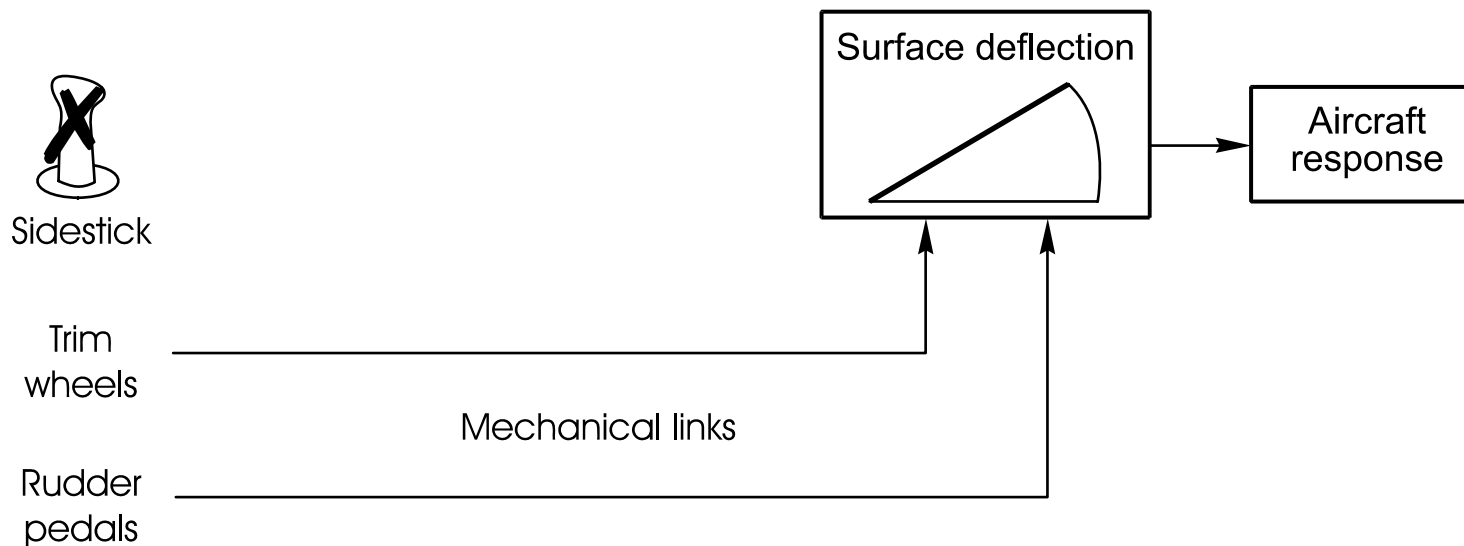 Surface deflection
Aircraft
response
Sidestick
Trim
wheels
Mechanical links
Rudder
pedals